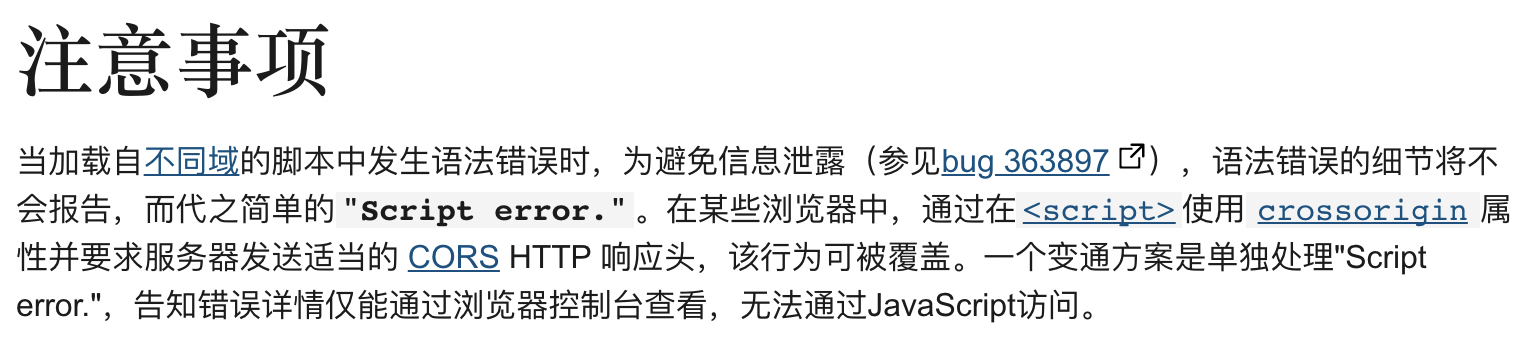 注意事项
当加载自不同域的脚本中发生语法错误时，为避免信息泄露（参见bug 363897），语法错误的细节将不
会报告，而代之简单的 "Script error." 。在某些浏览器中，通过在 <script> 使用 crossorigin 属
性并要求服务器发送适当的 CORS HTTP 响应头，该行为可被覆盖。一个变通方案是单独处理"Script
error."，告知错误详情仅能通过浏览器控制台查看，无法通过JavaScript访问。